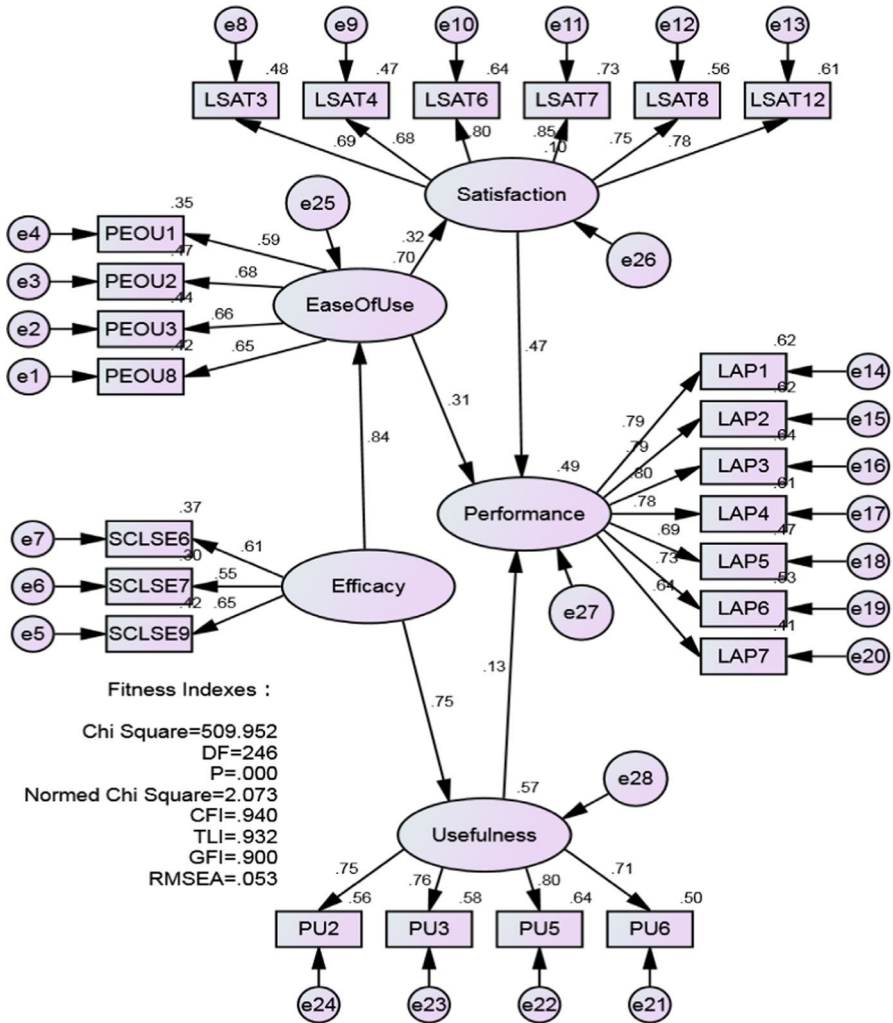 e8 e9 e10 e11 e12 e13
.48 .47 .64 .73 .56 .61
LSAT3 LSAT4 LSAT6 LSAT7 LSAT8 LSAT12
.69 .68 .80 .85 .75 .78
.10
Satisfaction
e25
e26
.35
e4 PEOU1 .59
.47
e3 PEOU2 .68
.44
e2 PEOU3 .66
.42
e1 PEOU8 .65
.32
.70
EaseOfUse
.47
.31
.84
.62
.79 LAP1 e14
.62
.79 LAP2 e15
.64
.80 LAP3 e16
.61
.78 LAP4 e17
.47
.69 LAP5 e18
.53
.73 LAP6 e19
.41
.64 LAP7 e20
.49
Performance
e27
.37
e7 SCLSE6 .61
.30
e6 SCLSE7 .55
.42
e5 SCLSE9 .65
Efficacy
.13
.75
Fitness Indexes :
Chi Square=509.952
DF=246
P=.000
Normed Chi Square=2.073
CFI=.940
TLI=.932
GFI=.900
RMSEA=.053
e28
.57
Usefulness
.75 .76 .80 .71
.56 .58 .64 .50
PU2 PU3 PU5 PU6
e24 e23 e22 e21